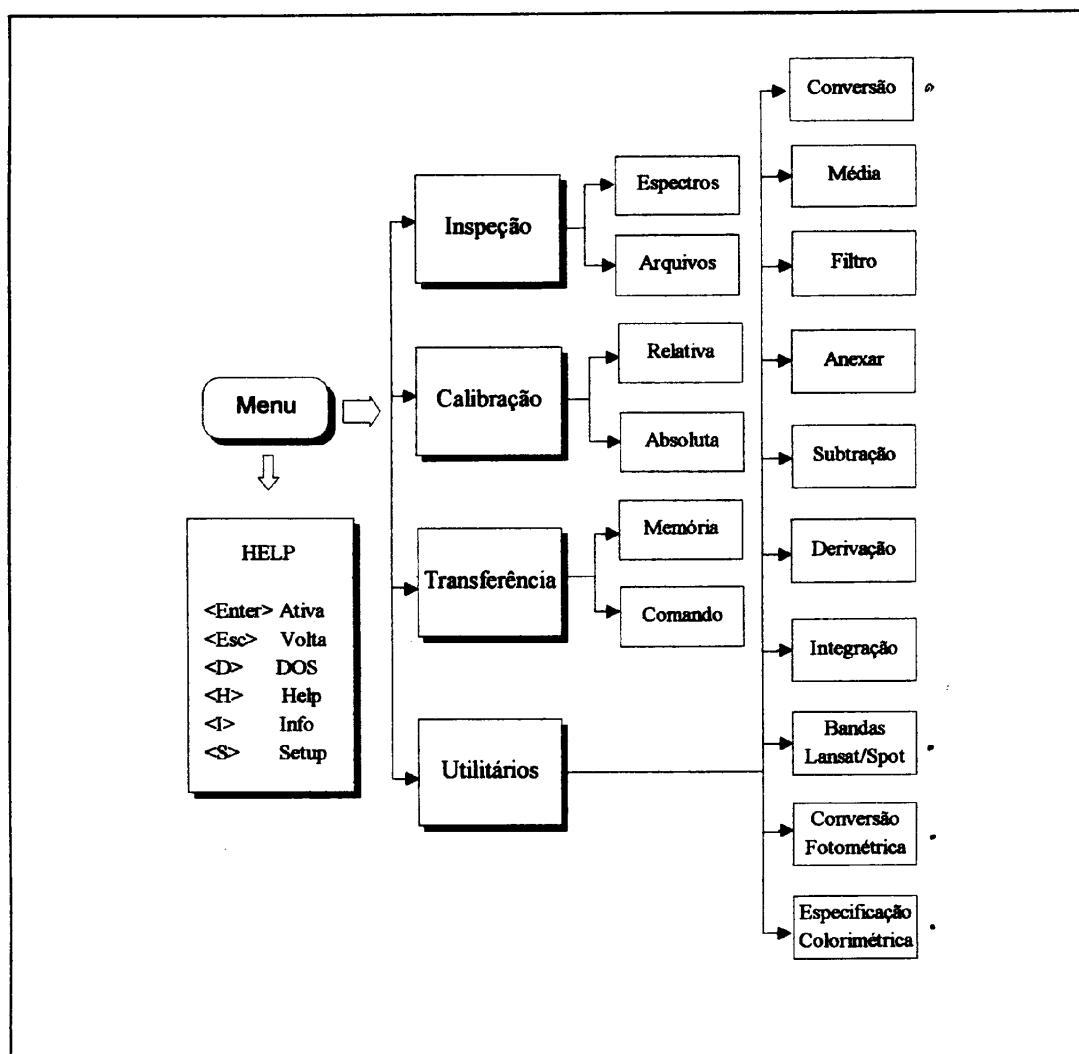 Menu
HELP
<Enter> Ativa
<Esc> Volta
<D> DOS
<H> Help
<I> Info
<S> Setup
Inspeção
Espectros
Arquivos
Calibração
Relativa
Absoluta
Transferência
Memória
Comando
Utilitários
Conversão
Média
Filtro
Anexar
Subtração
Derivação
Integração
Bandas
Lansat/Spot
Conversão
Fotométrica
Especificação
Colorimétrica